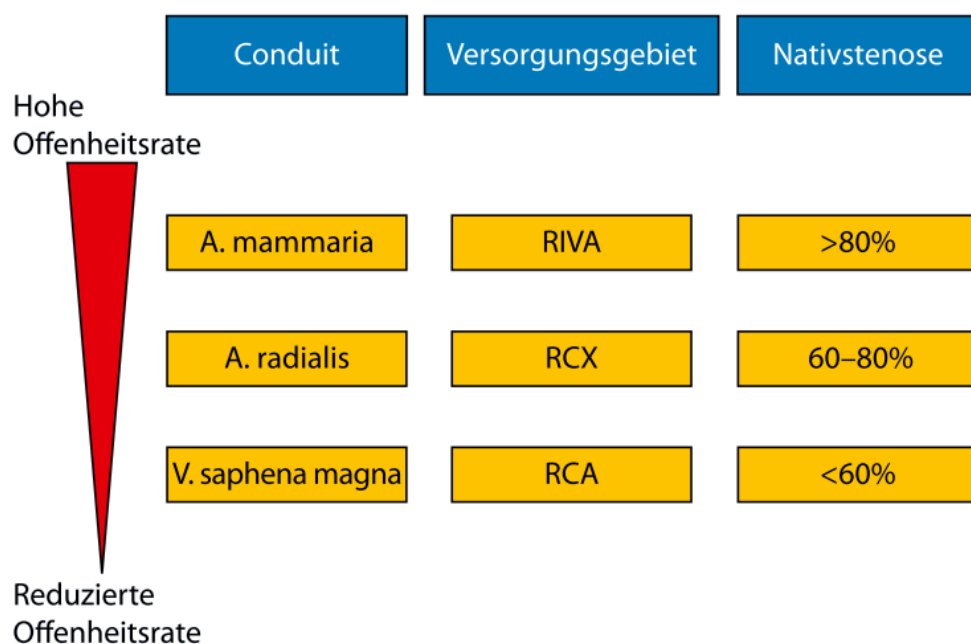 Conduit
Versorgungsgebiet
Nativstenose
Hohe
Offenheitsrate
A. mammaria
RIVA
>80%
A. radialis
RCX
60–80%
V. saphena magna
RCA
<60%
Reduzierte
Offenheitsrate